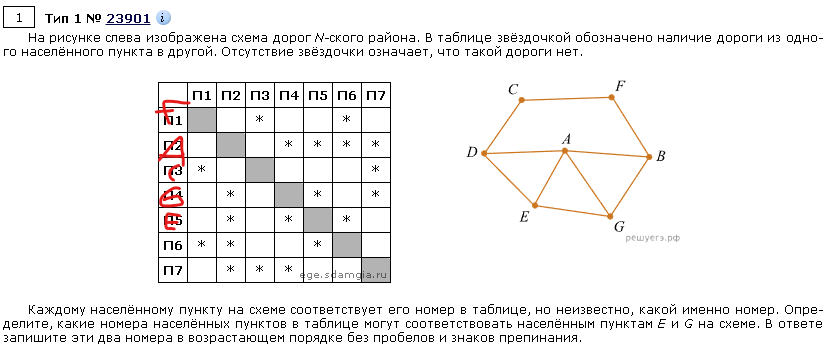 1 Тип 1 № 23901 i
На рисунке слева изображена схема дорог N-ского района. В таблице звёздочкой обозначено наличие дороги из одно-
го населённого пункта в другой. Отсутствие звёздочки означает, что такой дороги нет.
П1 П2 П3 П4 П5 П6 П7
П1 * *
П2 * * * *
П3 * *
П4 * * *
П5 * * *
П6 * * *
П7 * * *
ege.sdamgia.ru
C F
D A B
E G
решуегэ.рф
Каждому населённому пункту на схеме соответствует его номер в таблице, но неизвестно, какой именно номер. Опре-
делите, какие номера населённых пунктов в таблице могут соответствовать населённым пунктам E и G на схеме. В ответе
запишите эти два номера в возрастающем порядке без пробелов и знаков препинания.